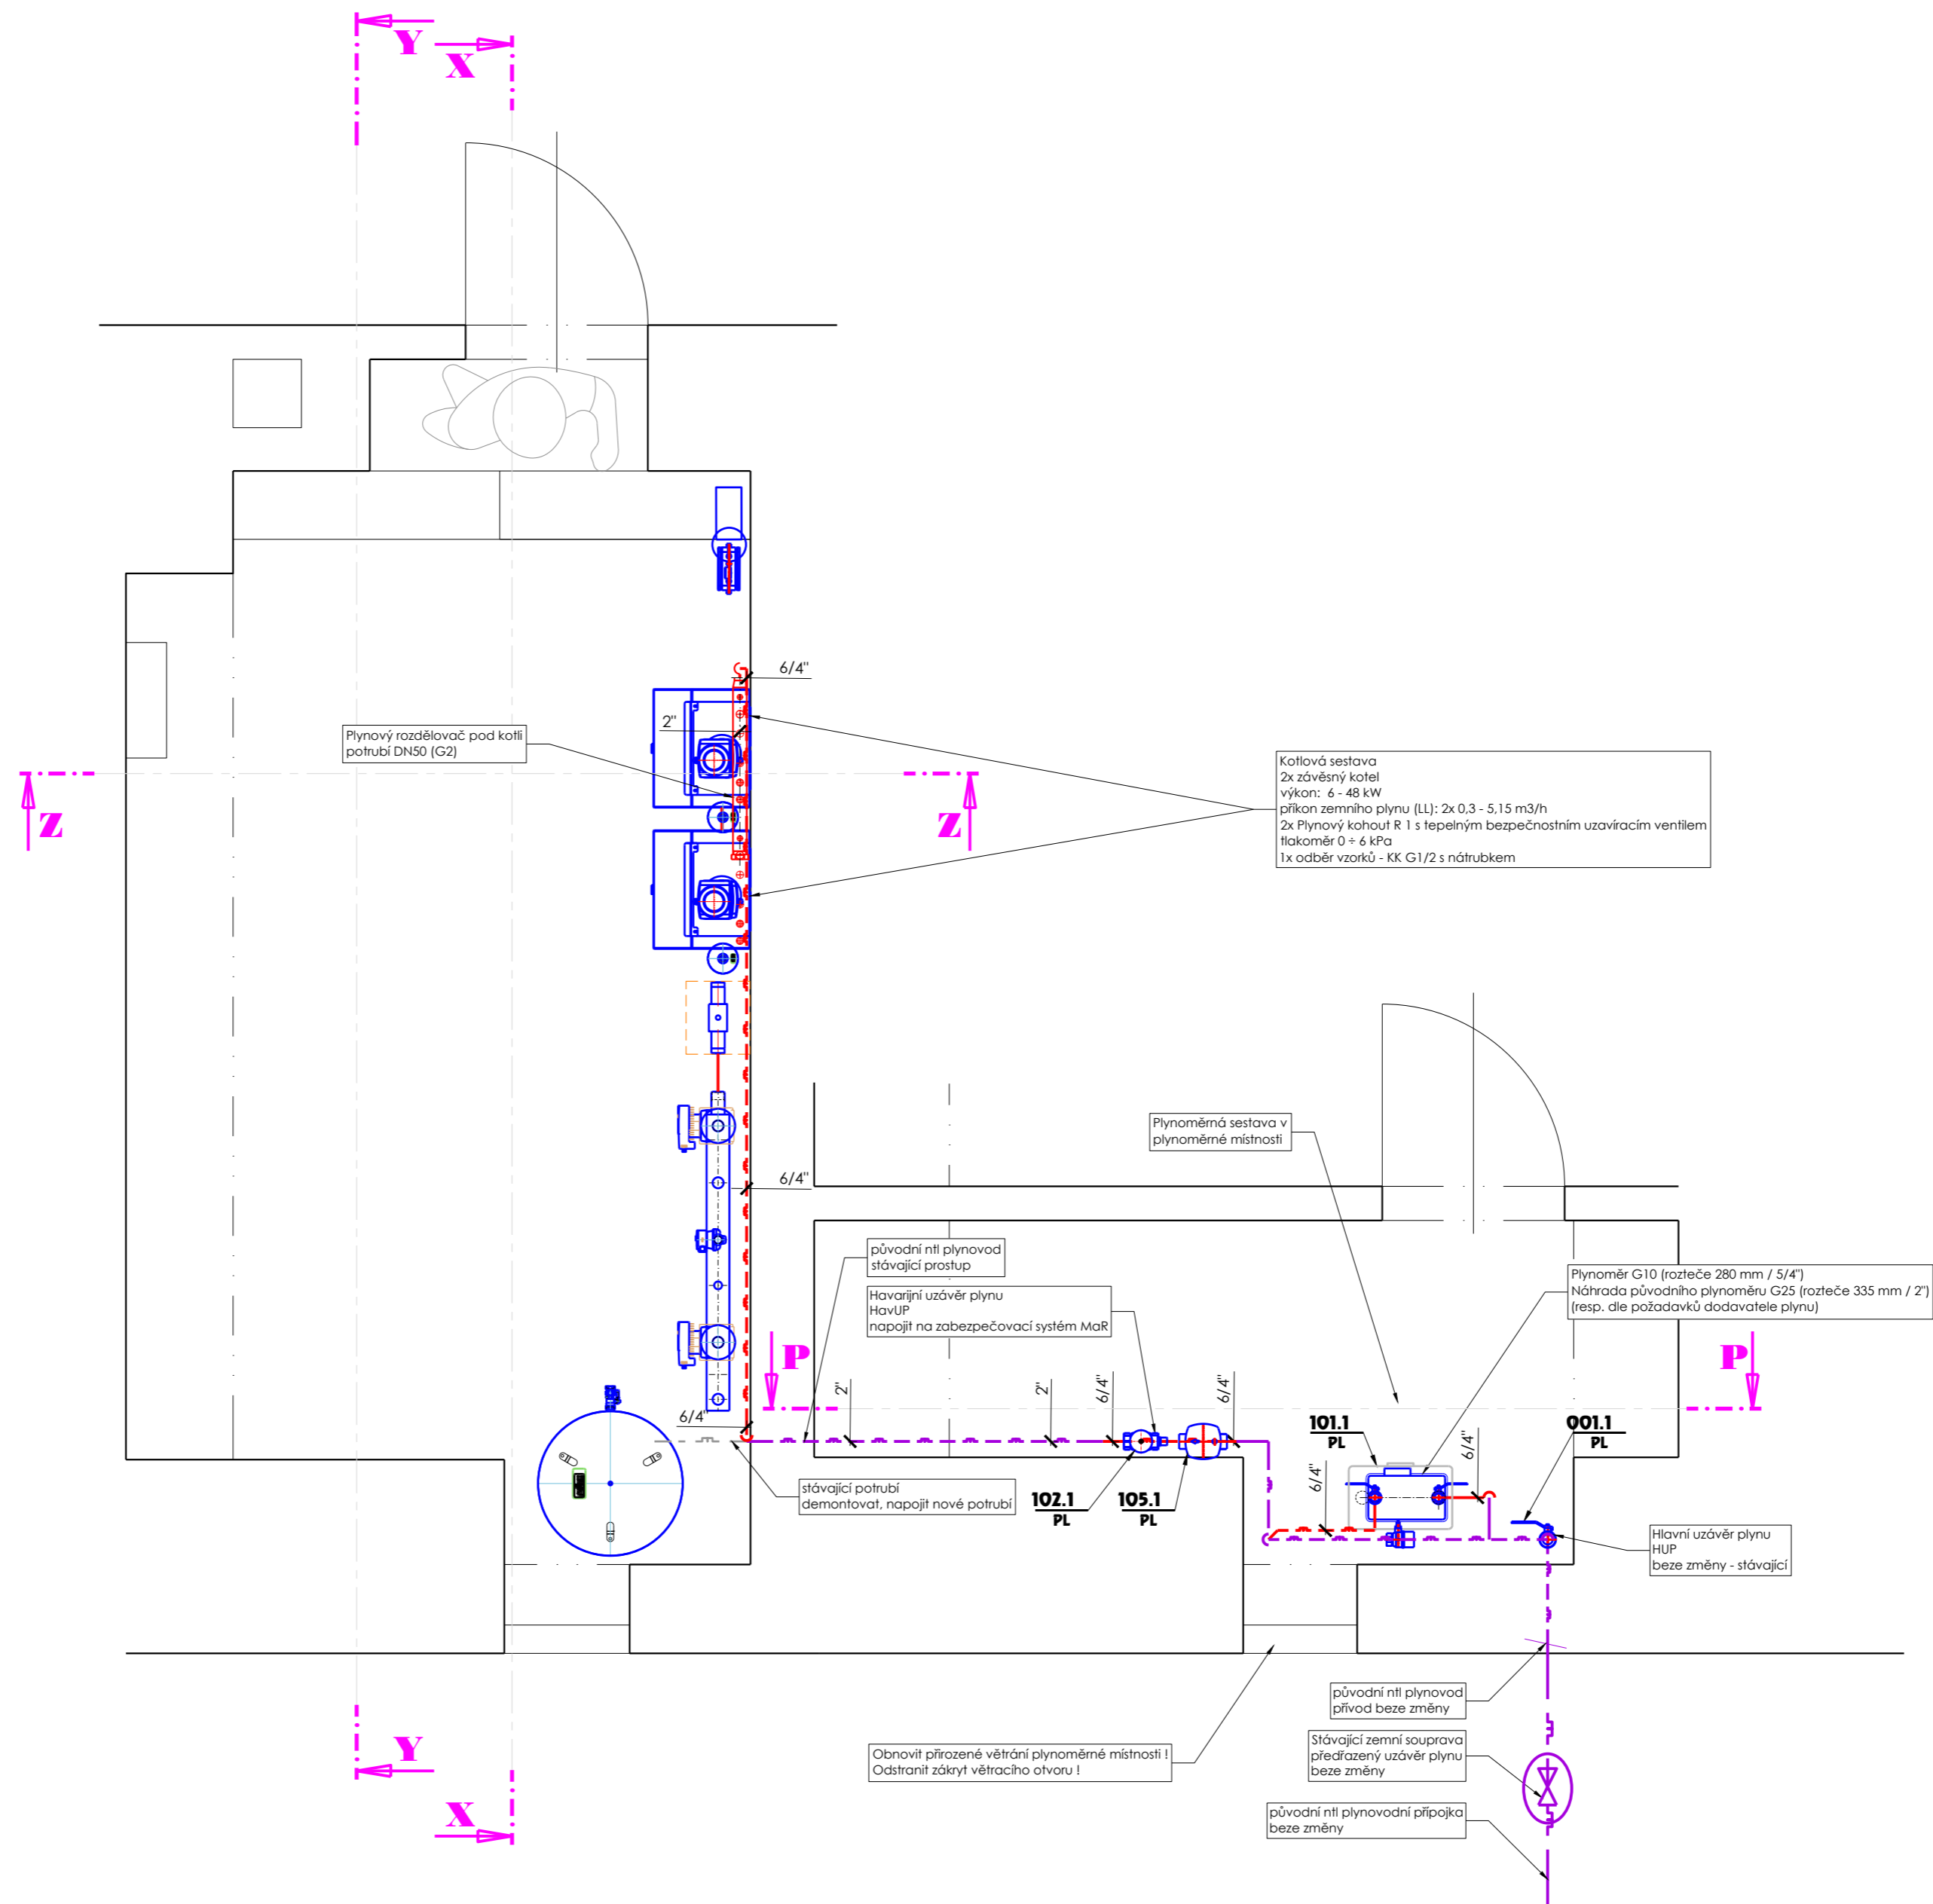 Y
X
6/4"
2"
Plynový rozdělovač pod kotli
potrubí DN50 (G2)
Kotlová sestava
2x závěsný kotel
výkon: 6 - 48 kW
příkon zemního plynu (LL): 2x 0,3 - 5,15 m3/h
2x Plynový kohout R 1 s tepelným bezpečnostním uzavíracím ventilem
tlakoměr 0 ÷ 6 kPa
1x odběr vzorků - KK G1/2 s nátrubkem
Z
Z
Plynoměrná sestava v
plynoměrné místnosti
6/4"
původní ntl plynovod
stávající prostup
Plynoměr G10 (rozteče 280 mm / 5/4")
Náhrada původního plynoměru G25 (rozteče 335 mm / 2")
(resp. dle požadavků dodavatele plynu)
Havarijní uzávěr plynu
HavUP
napojit na zabezpečovací systém MaR
P
P
2"
2"
6/4"
6/4"
6/4"
101.1
PL
001.1
PL
6/4"
6/4"
stávající potrubí
demontovat, napojit nové potrubí
102.1
PL
105.1
PL
Hlavní uzávěr plynu
HUP
beze změny - stávající
původní ntl plynovod
přívod beze změny
Obnovit přirozené větrání plynoměrné místnosti !
Odstranit zákryt větracího otvoru !
Stávající zemní souprava
předřazený uzávěr plynu
beze změny
Y
X
původní ntl plynovodní přípojka
beze změny